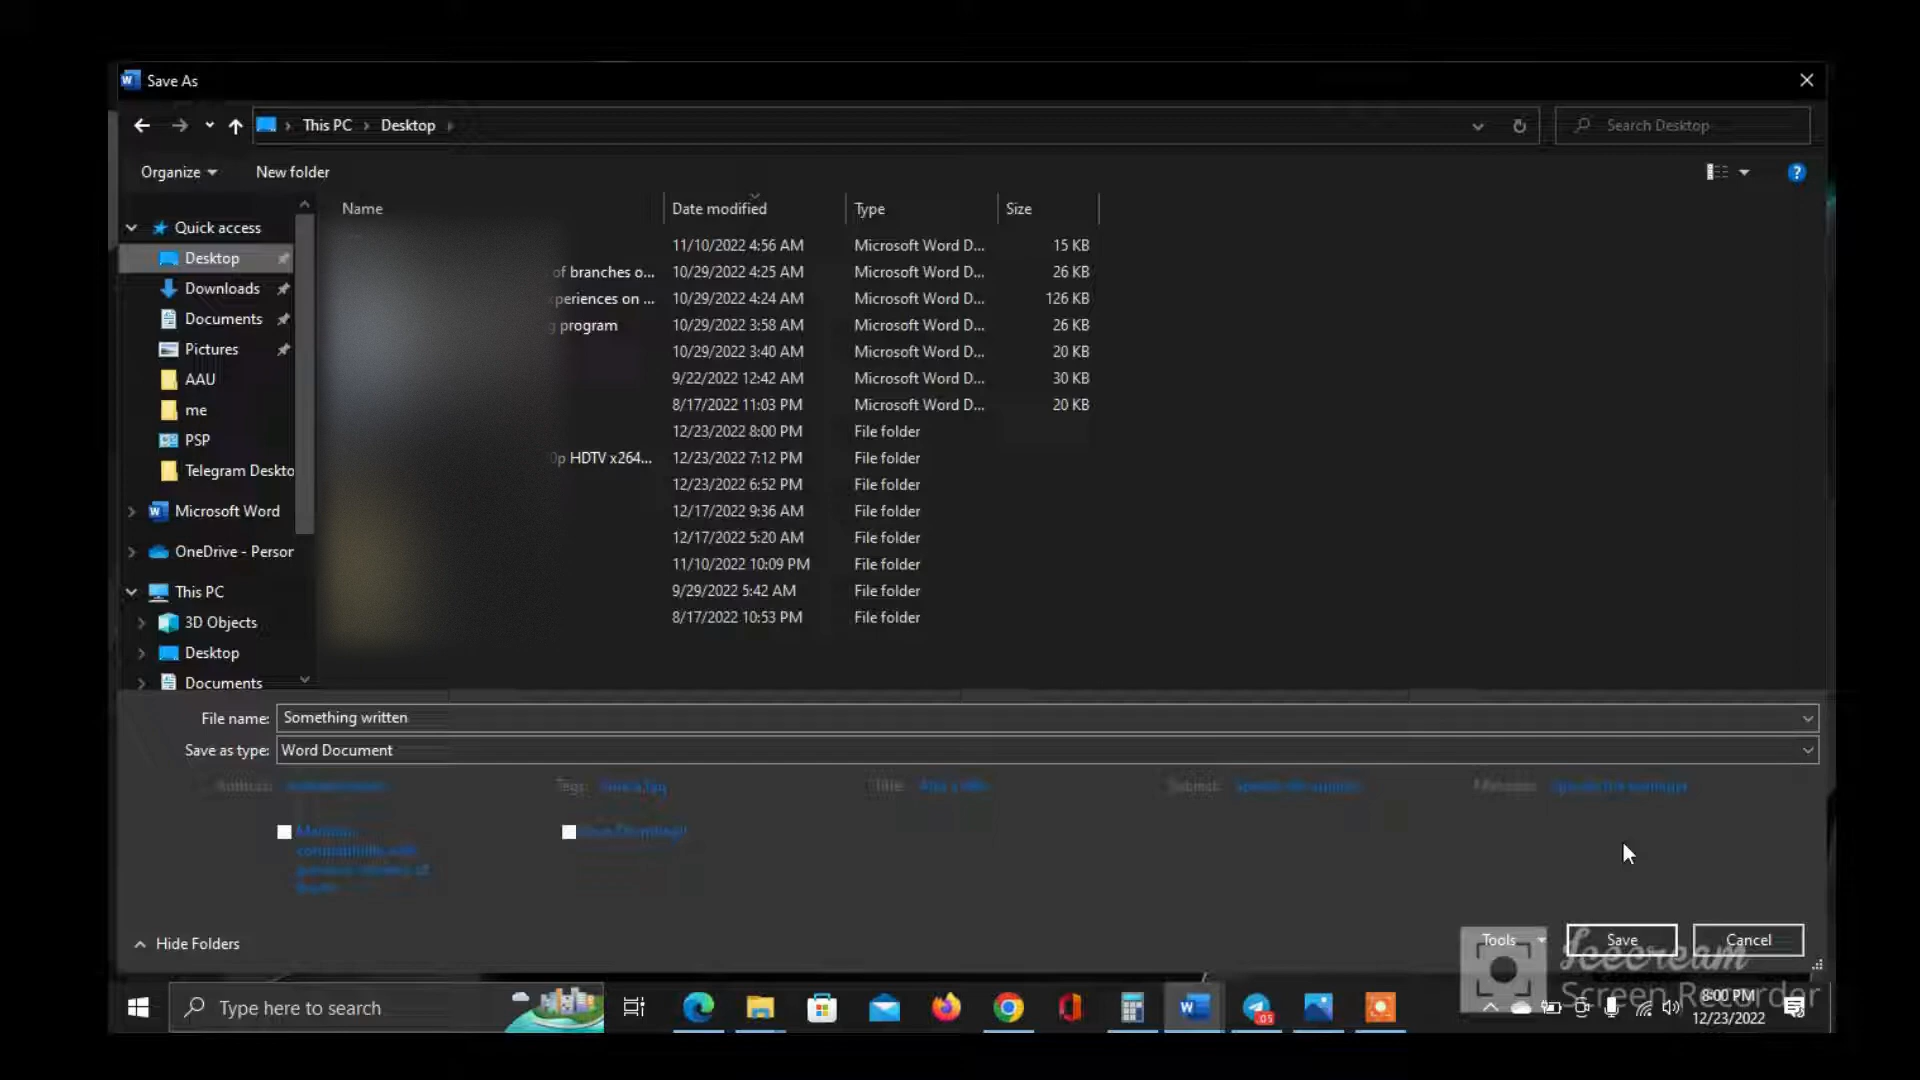 Save As
This PC > Desktop
Search Desktop
Organize
New folder
?
Name
Date modified
Type
Size
11/10/2022 4:56 AM Microsoft Word D... 15 KB
of branches o... 10/29/2022 4:25 AM Microsoft Word D... 26 KB
periences on ... 10/29/2022 4:24 AM Microsoft Word D... 126 KB
program 10/29/2022 3:58 AM Microsoft Word D... 26 KB
10/29/2022 3:40 AM Microsoft Word D... 20 KB
9/22/2022 12:42 AM Microsoft Word D... 30 KB
8/17/2022 11:03 PM Microsoft Word D... 20 KB
12/23/2022 8:00 PM File folder
0p HDTV x264... 12/23/2022 7:12 PM File folder
12/23/2022 6:52 PM File folder
12/17/2022 9:36 AM File folder
12/17/2022 5:20 AM File folder
11/10/2022 10:09 PM File folder
9/29/2022 5:42 AM File folder
8/17/2022 10:53 PM File folder
Quick access
Desktop
Downloads
Documents
Pictures
AAU
me
PSP
Telegram Deskto
Microsoft Word
OneDrive - Person
This PC
3D Objects
Desktop
Documents
File name: Something written
Save as type: Word Document
Hide Folders
Tools
Save
Cancel
Icecream
Screen Recorder
Type here to search
05
8:00 PM
12/23/2022